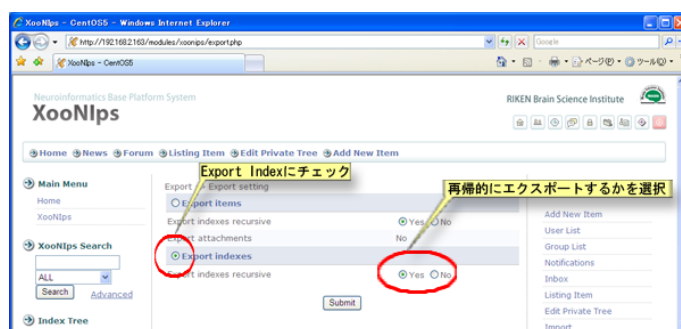 XooNIps - CentOS5 - Windows Internet Explorer
http://192.168.2.163/modules/xoonips/export.php
Google
XooNIps - CentOS5
ページ(P)
ツール(O)
Neuroinformatics Base Platform System
XooNIps
RIKEN Brain Science Institute
Home News Forum Listing Item Edit Private Tree Add New Item
Export Indexにチェック
再帰的にエクスポートするかを選択
Main Menu
Home
XooNIps
XooNIps Search
ALL
Search Advanced
Index Tree
Export Export setting
Export items
Export indexes recursive Yes No
Export attachments No
Export indexes
Export indexes recursive Yes No
Submit
Add New Item
User List
Group List
Notifications
Inbox
Listing Item
Edit Private Tree
Import